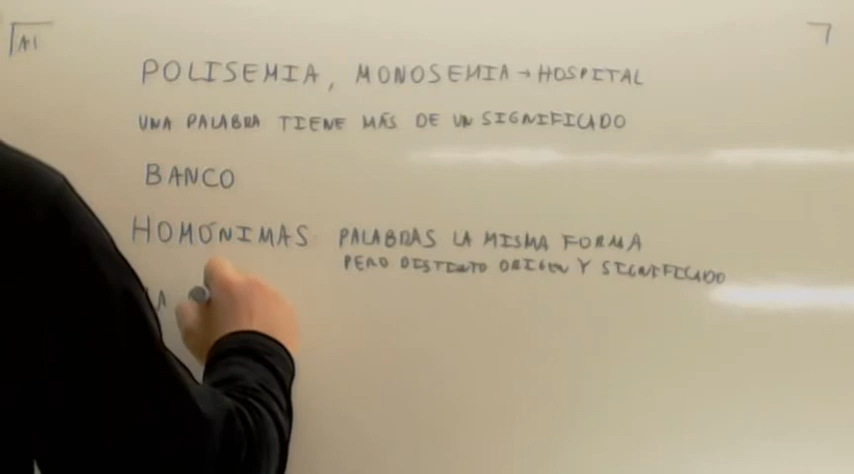 A1
POLISEMIA, MONOSEMIA → HOSPITAL
UNA PALABRA TIENE MÁS DE UN SIGNIFICADO
BANCO
HOMÓNIMAS PALABRAS LA MISMA FORMA
PERO DISTINTO ORIGEN Y SIGNIFICADO